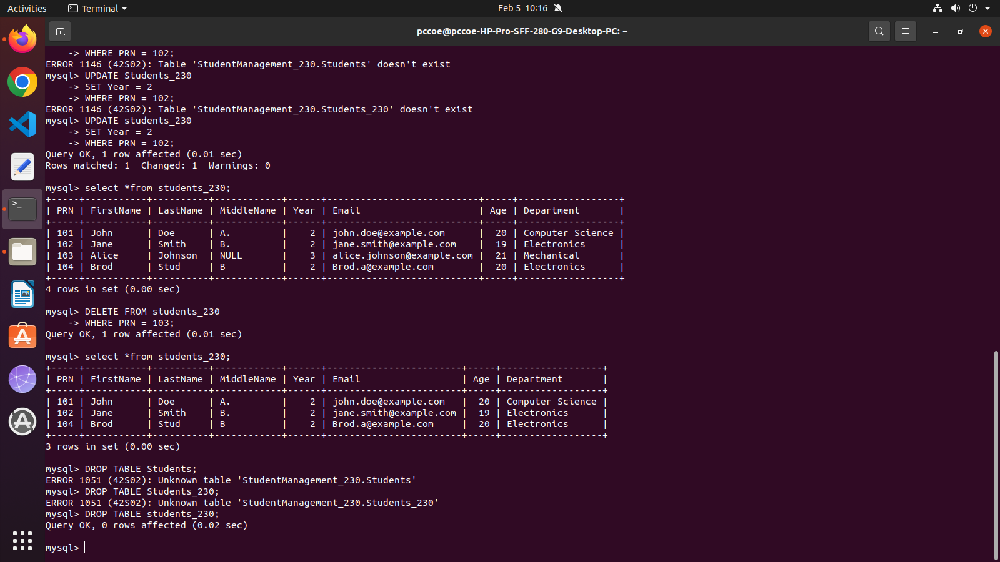 Activities
Terminal
Feb 5 10:16
pccoe@pccoe-HP-Pro-SFF-280-G9-Desktop-PC: ~
    -> WHERE PRN = 102;
ERROR 1146 (42S02): Table 'StudentManagement_230.Students' doesn't exist
mysql> UPDATE Students_230
    -> SET Year = 2
    -> WHERE PRN = 102;
ERROR 1146 (42S02): Table 'StudentManagement_230.Students_230' doesn't exist
mysql> UPDATE students_230
    -> SET Year = 2
    -> WHERE PRN = 102;
Query OK, 1 row affected (0.01 sec)
Rows matched: 1  Changed: 1  Warnings: 0

mysql> select *from students_230;
+-----+-----------+----------+------------+------+---------------------------+-----+------------------+
| PRN | FirstName | LastName | MiddleName | Year | Email                     | Age | Department       |
+-----+-----------+----------+------------+------+---------------------------+-----+------------------+
| 101 | John      | Doe      | A.         |    2 | john.doe@example.com      |  20 | Computer Science |
| 102 | Jane      | Smith    | B.         |    2 | jane.smith@example.com    |  19 | Electronics      |
| 103 | Alice     | Johnson  | NULL       |    3 | alice.johnson@example.com |  21 | Mechanical       |
| 104 | Brod      | Stud     | B          |    2 | Brod.a@example.com        |  20 | Electronics      |
+-----+-----------+----------+------------+------+---------------------------+-----+------------------+
4 rows in set (0.00 sec)

mysql> DELETE FROM students_230
    -> WHERE PRN = 103;
Query OK, 1 row affected (0.01 sec)

mysql> select *from students_230;
+-----+-----------+----------+------------+------+------------------------+-----+------------------+
| PRN | FirstName | LastName | MiddleName | Year | Email                  | Age | Department       |
+-----+-----------+----------+------------+------+------------------------+-----+------------------+
| 101 | John      | Doe      | A.         |    2 | john.doe@example.com   |  20 | Computer Science |
| 102 | Jane      | Smith    | B.         |    2 | jane.smith@example.com |  19 | Electronics      |
| 104 | Brod      | Stud     | B          |    2 | Brod.a@example.com     |  20 | Electronics      |
+-----+-----------+----------+------------+------+------------------------+-----+------------------+
3 rows in set (0.00 sec)

mysql> DROP TABLE Students;
ERROR 1051 (42S02): Unknown table 'StudentManagement_230.Students'
mysql> DROP TABLE Students_230;
ERROR 1051 (42S02): Unknown table 'StudentManagement_230.Students_230'
mysql> DROP TABLE students_230;
Query OK, 0 rows affected (0.02 sec)

mysql>